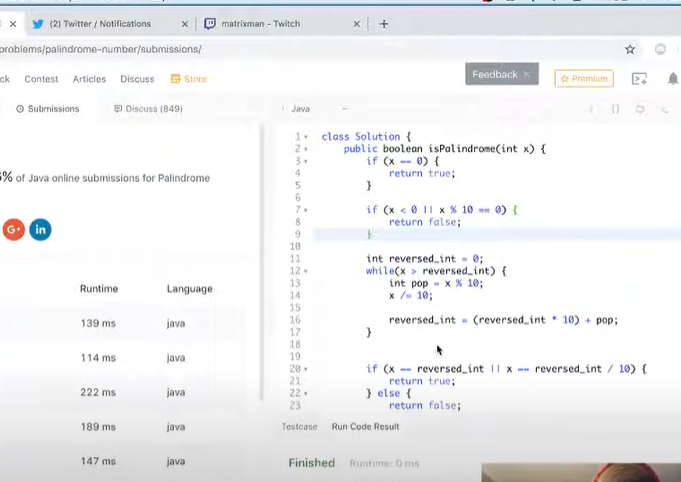 (2) Twitter / Notifications
matrixman - Twitch
problems/palindrome-number/submissions/
ck Contest Articles Discuss Store
Feedback ×
Premium
Submissions
Discuss (849)
Java
6% of Java online submissions for Palindrome
G+ in
Runtime Language
139 ms java
114 ms java
222 ms java
189 ms java
147 ms java
1 class Solution {
2 public boolean isPalindrome(int x) {
3 if (x == 0) {
4 return true;
5 }
6
7 if (x < 0 || x % 10 == 0) {
8 return false;
9 }
10
11 int reversed_int = 0;
12 while(x > reversed_int) {
13 int pop = x % 10;
14 x /= 10;
15
16 reversed_int = (reversed_int * 10) + pop;
17 }
18
19
20 if (x == reversed_int || x == reversed_int / 10) {
21 return true;
22 } else {
23 return false;
Testcase Run Code Result
Finished Runtime: 0 ms